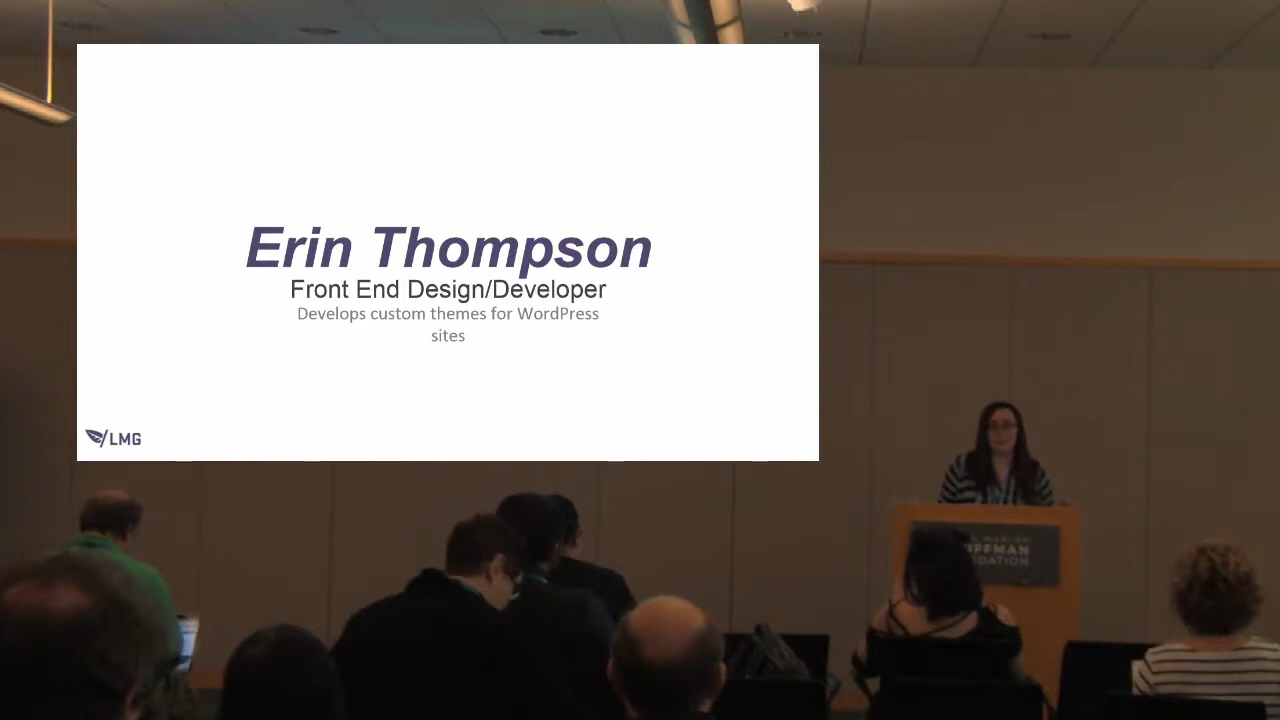 Erin Thompson
Front End Design/Developer
Develops custom themes for WordPress
sites
LMG